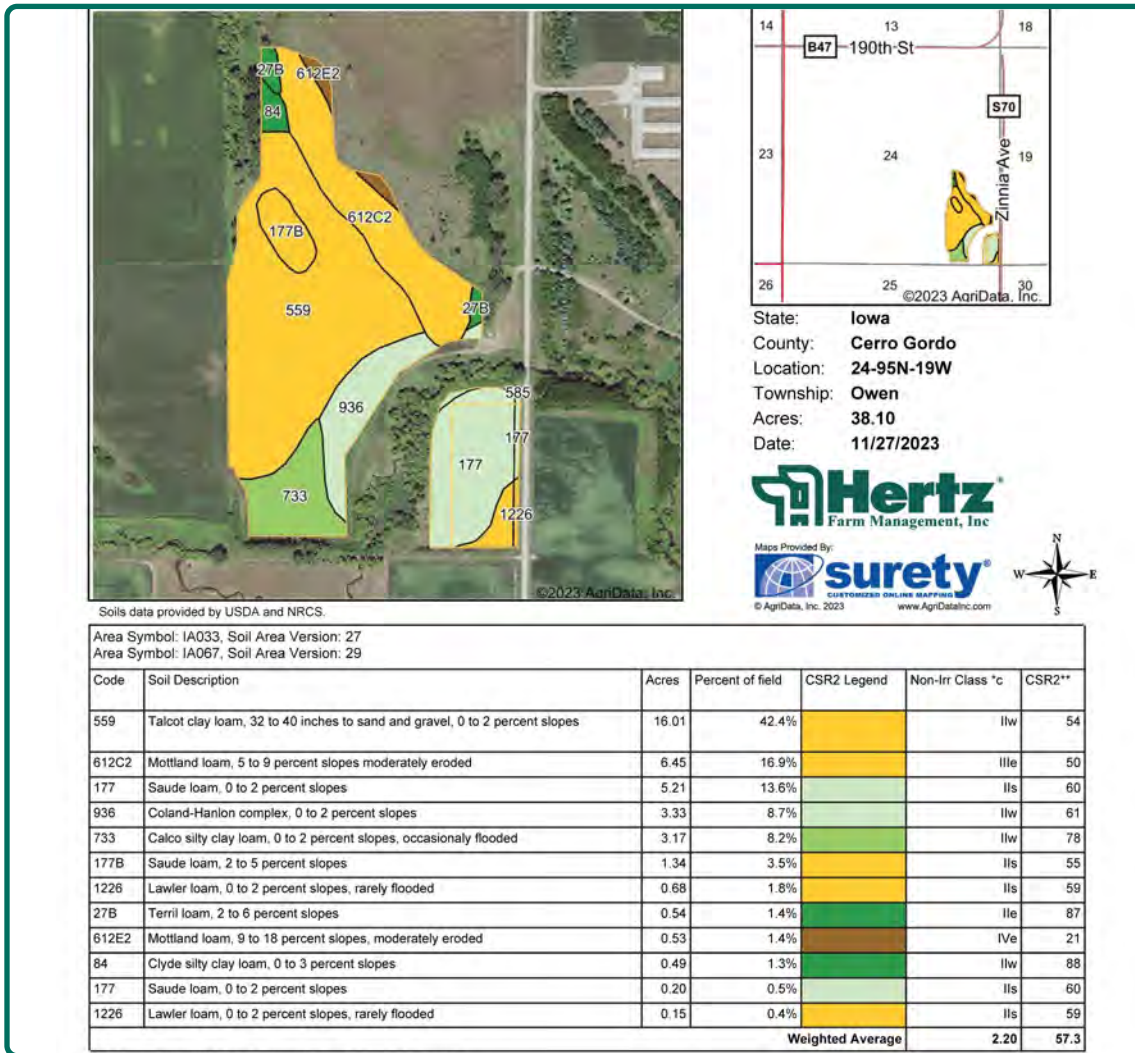 27B
612E2
84
177B
612C2
559
27B
936
585
177
177
733
1226
©2023 AgriData, Inc.
14
13
18
B47
190th St
S70
23
24
19
Zinnia Ave
26
25
30
©2023 AgriData, Inc.
State: Iowa
County: Cerro Gordo
Location: 24-95N-19W
Township: Owen
Acres: 38.10
Date: 11/27/2023
Hertz
Farm Management, Inc
Maps Provided By:
surety®
CUSTOMIZED ONLINE MAPPING
© AgriData, Inc. 2023 www.AgriDataInc.com
N
W E
S
Soils data provided by USDA and NRCS.
Area Symbol: IA033, Soil Area Version: 27
Area Symbol: IA067, Soil Area Version: 29
Code Soil Description Acres Percent of field CSR2 Legend Non-Irr Class *c CSR2**
559 Talcot clay loam, 32 to 40 inches to sand and gravel, 0 to 2 percent slopes 16.01 42.4% IIw 54
612C2 Mottland loam, 5 to 9 percent slopes moderately eroded 6.45 16.9% IIIe 50
177 Saude loam, 0 to 2 percent slopes 5.21 13.6% IIs 60
936 Coland-Hanlon complex, 0 to 2 percent slopes 3.33 8.7% IIw 61
733 Calco silty clay loam, 0 to 2 percent slopes, occasionaly flooded 3.17 8.2% IIw 78
177B Saude loam, 2 to 5 percent slopes 1.34 3.5% IIs 55
1226 Lawler loam, 0 to 2 percent slopes, rarely flooded 0.68 1.8% IIs 59
27B Terril loam, 2 to 6 percent slopes 0.54 1.4% IIe 87
612E2 Mottland loam, 9 to 18 percent slopes, moderately eroded 0.53 1.4% IVe 21
84 Clyde silty clay loam, 0 to 3 percent slopes 0.49 1.3% IIw 88
177 Saude loam, 0 to 2 percent slopes 0.20 0.5% IIs 60
1226 Lawler loam, 0 to 2 percent slopes, rarely flooded 0.15 0.4% IIs 59
Weighted Average 2.20 57.3